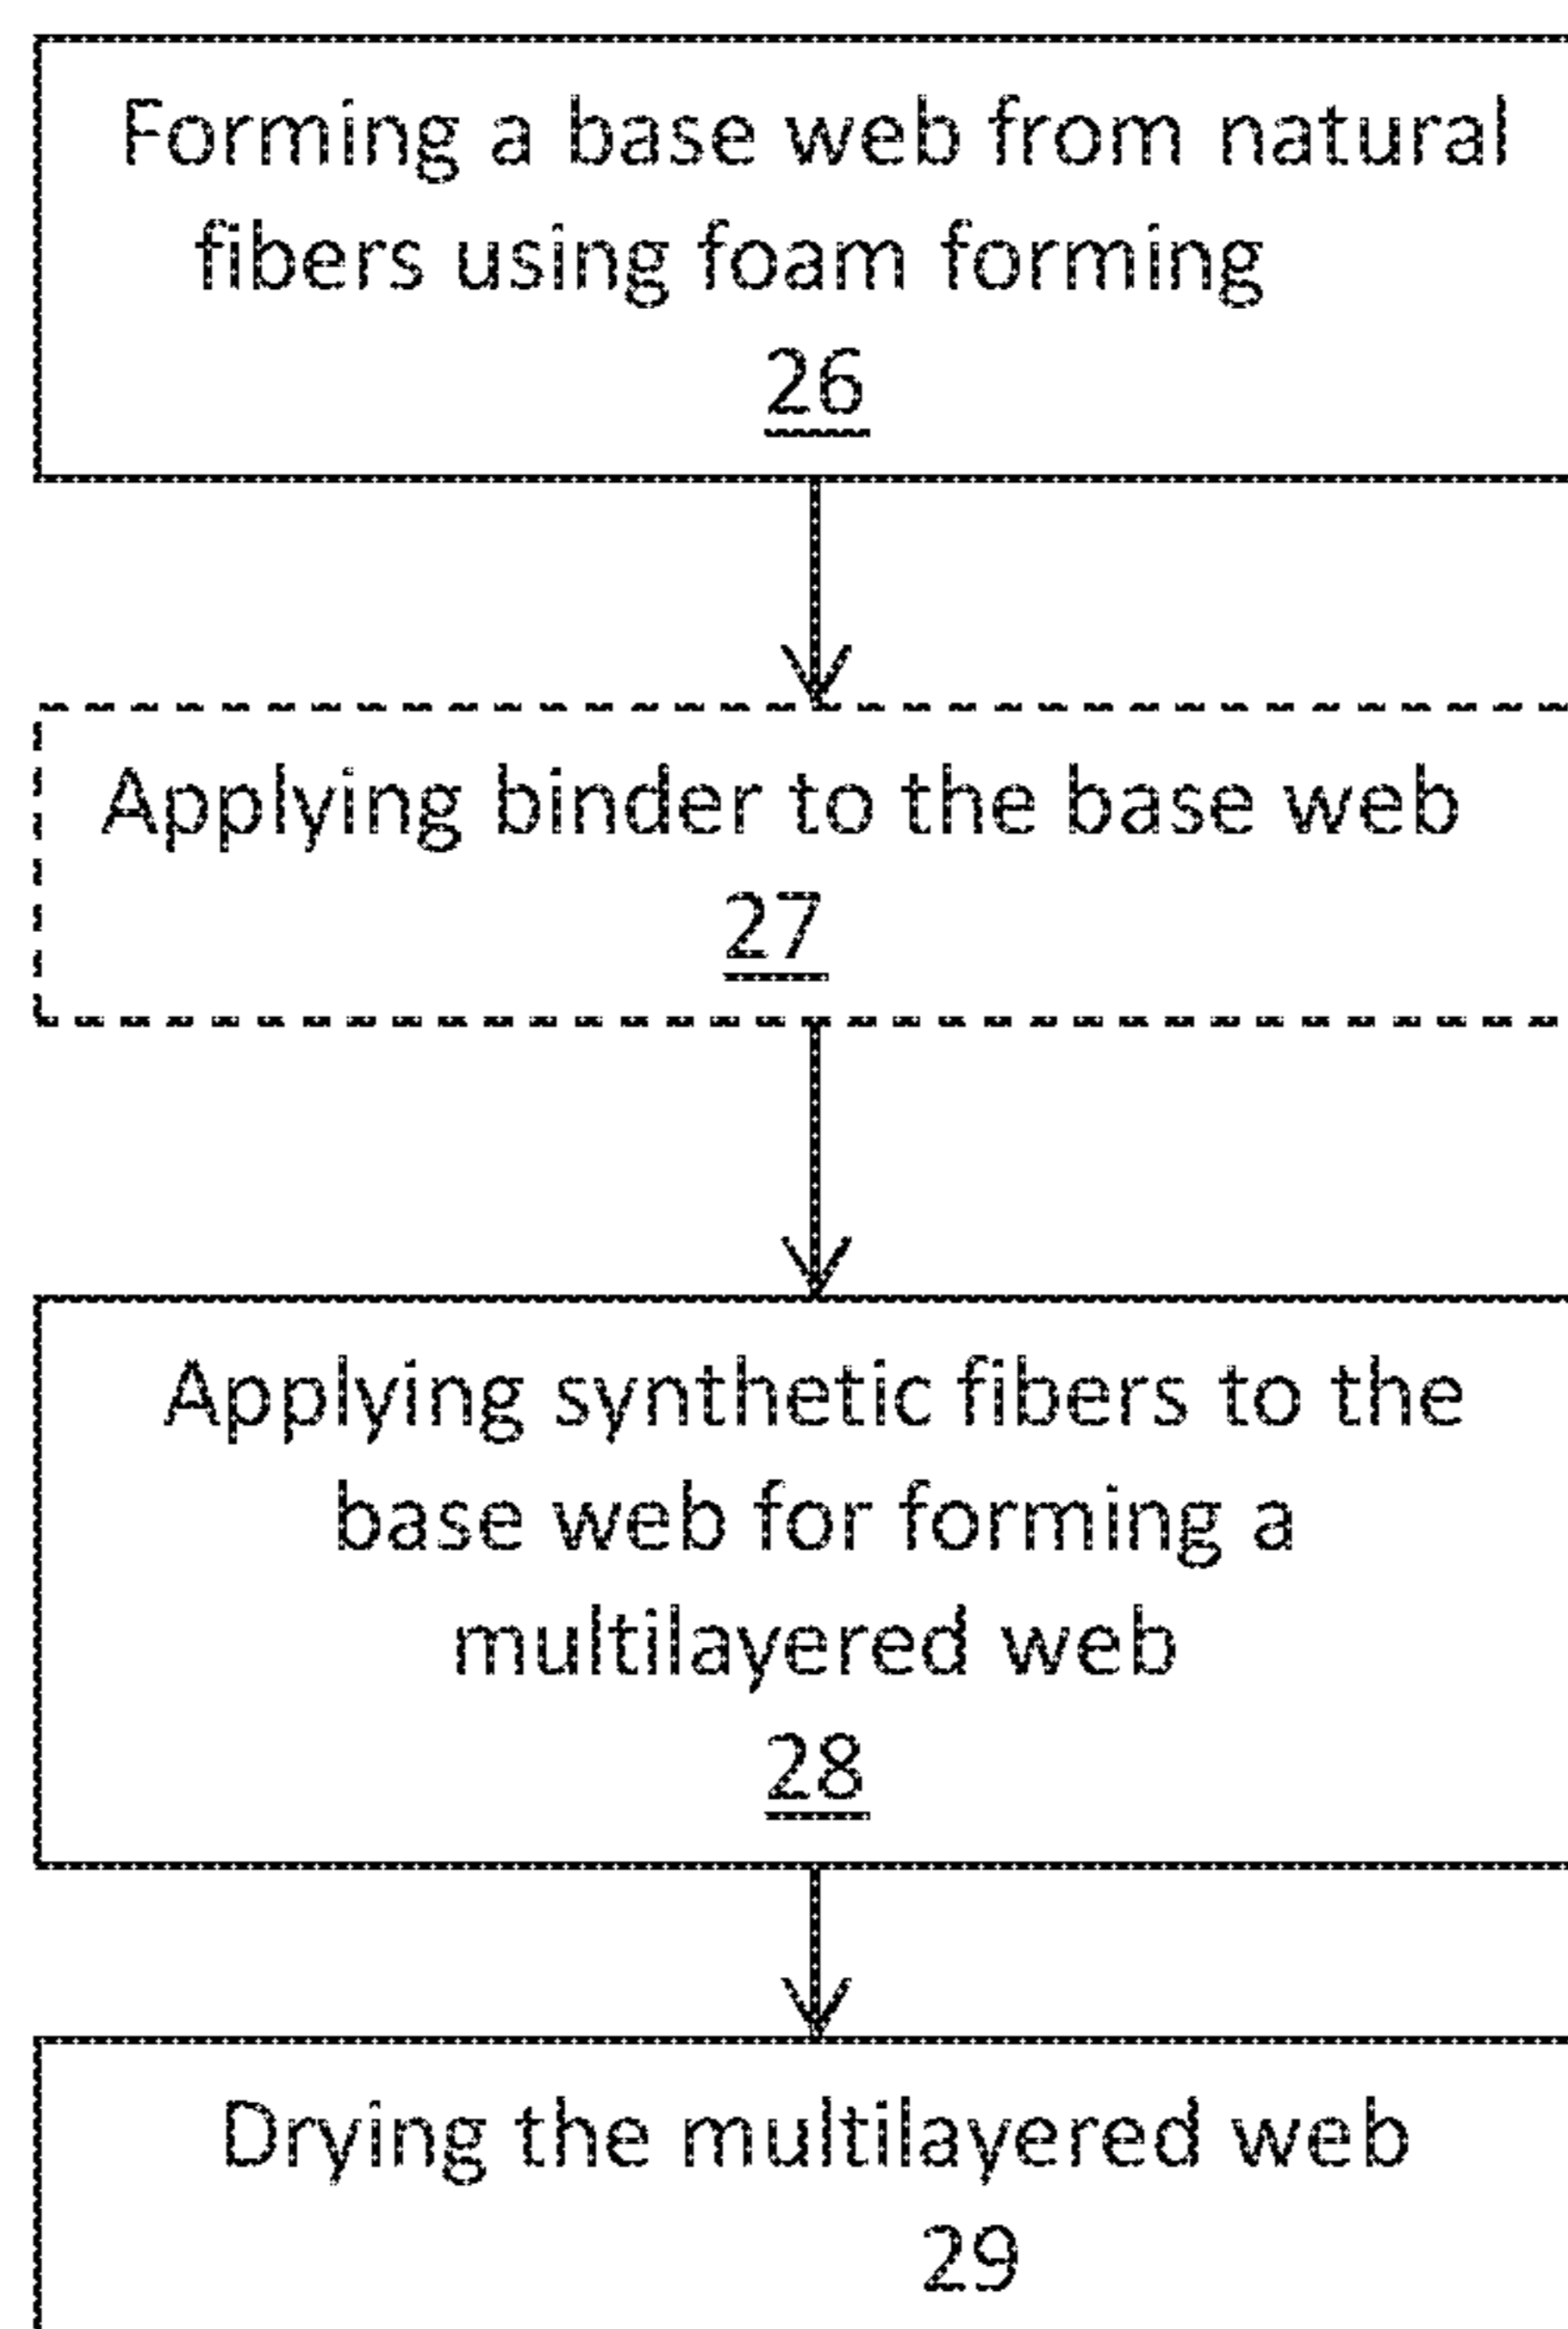 Forming a base web from natural
fibers using foam forming
26
Applying binder to the base web
27
Applying synthetic fibers to the
base web for forming a
multilayered web
28
Drying the multilayered web
29